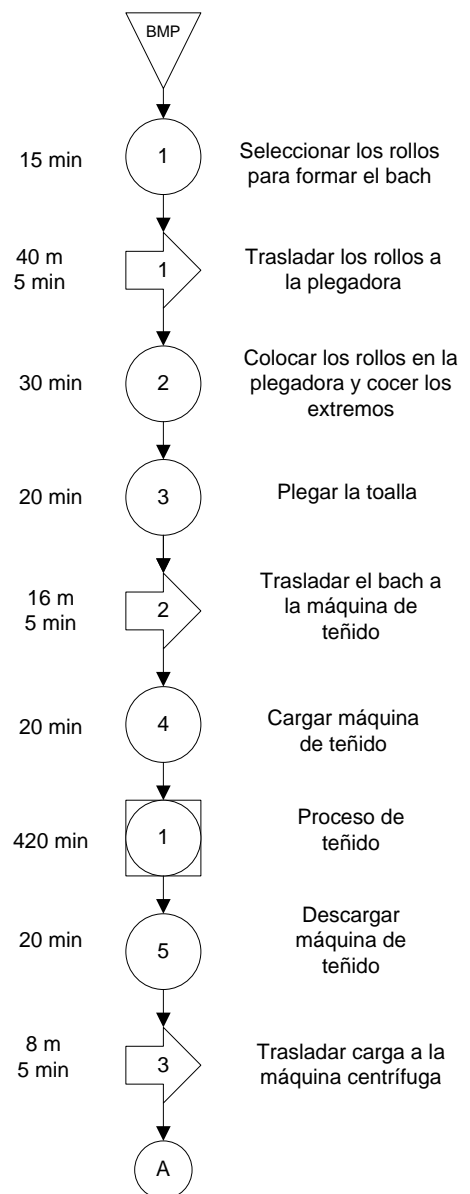 BMP
15 min
1
Seleccionar los rollos
para formar el bach
40 m
5 min
1
Trasladar los rollos a
la plegadora
30 min
2
Colocar los rollos en la
plegadora y cocer los
extremos
20 min
3
Plegar la toalla
16 m
5 min
2
Trasladar el bach a
la máquina de
teñido
20 min
4
Cargar máquina
de teñido
420 min
1
Proceso de
teñido
20 min
5
Descargar
máquina de
teñido
8 m
5 min
3
Trasladar carga a la
máquina centrífuga
A